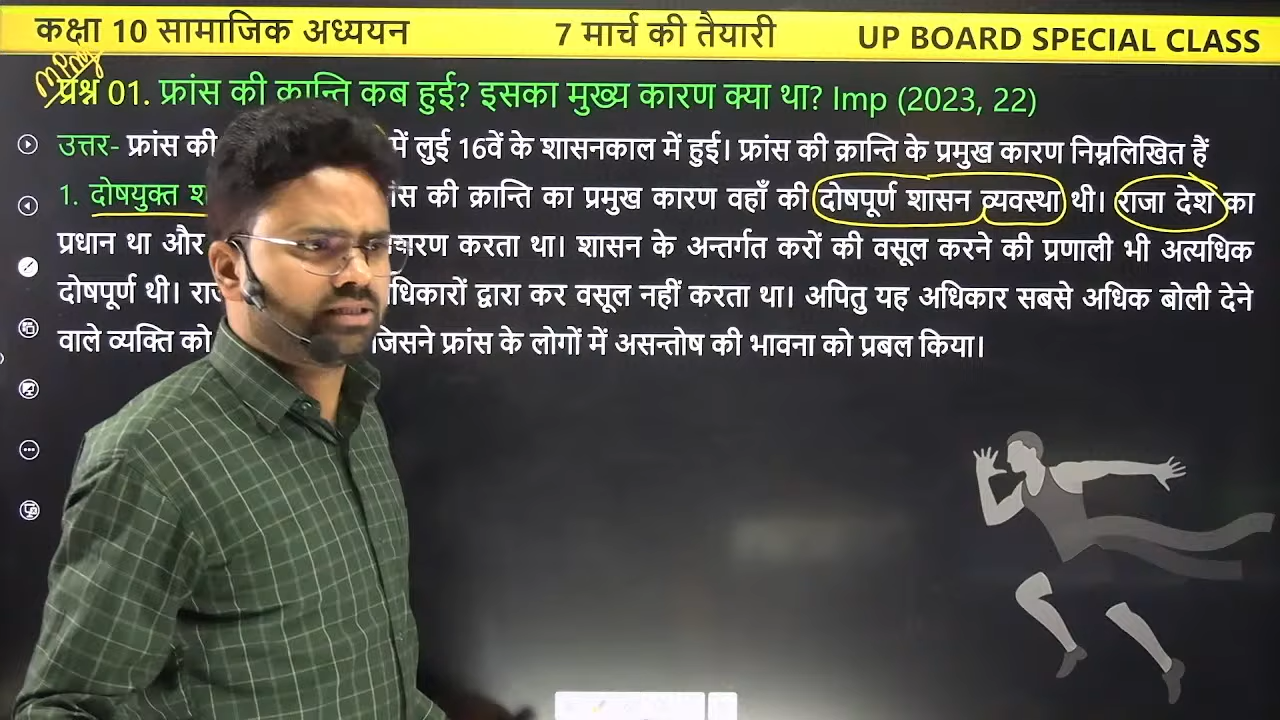 कक्षा 10 सामाजिक अध्ययन 7 मार्च की तैयारी UP BOARD SPECIAL CLASS
प्रश्न 01. फ्रांस की क्रान्ति कब हुई? इसका मुख्य कारण क्या था? Imp (2023, 22)
उत्तर- फ्रांस की में लुई 16वें के शासनकाल में हुई। फ्रांस की क्रान्ति के प्रमुख कारण निम्नलिखित हैं
1. दोषयुक्त की क्रान्ति का प्रमुख कारण वहाँ की दोषपूर्ण शासन व्यवस्था थी। राजा देश का
प्रधान था और करता था। शासन के अन्तर्गत करों की वसूल करने की प्रणाली भी अत्यधिक
दोषपूर्ण थी। द्वारा कर वसूल नहीं करता था। अपितु यह अधिकार सबसे अधिक बोली देने
वाले व्यक्ति को जिसने फ्रांस के लोगों में असन्तोष की भावना को प्रबल किया।